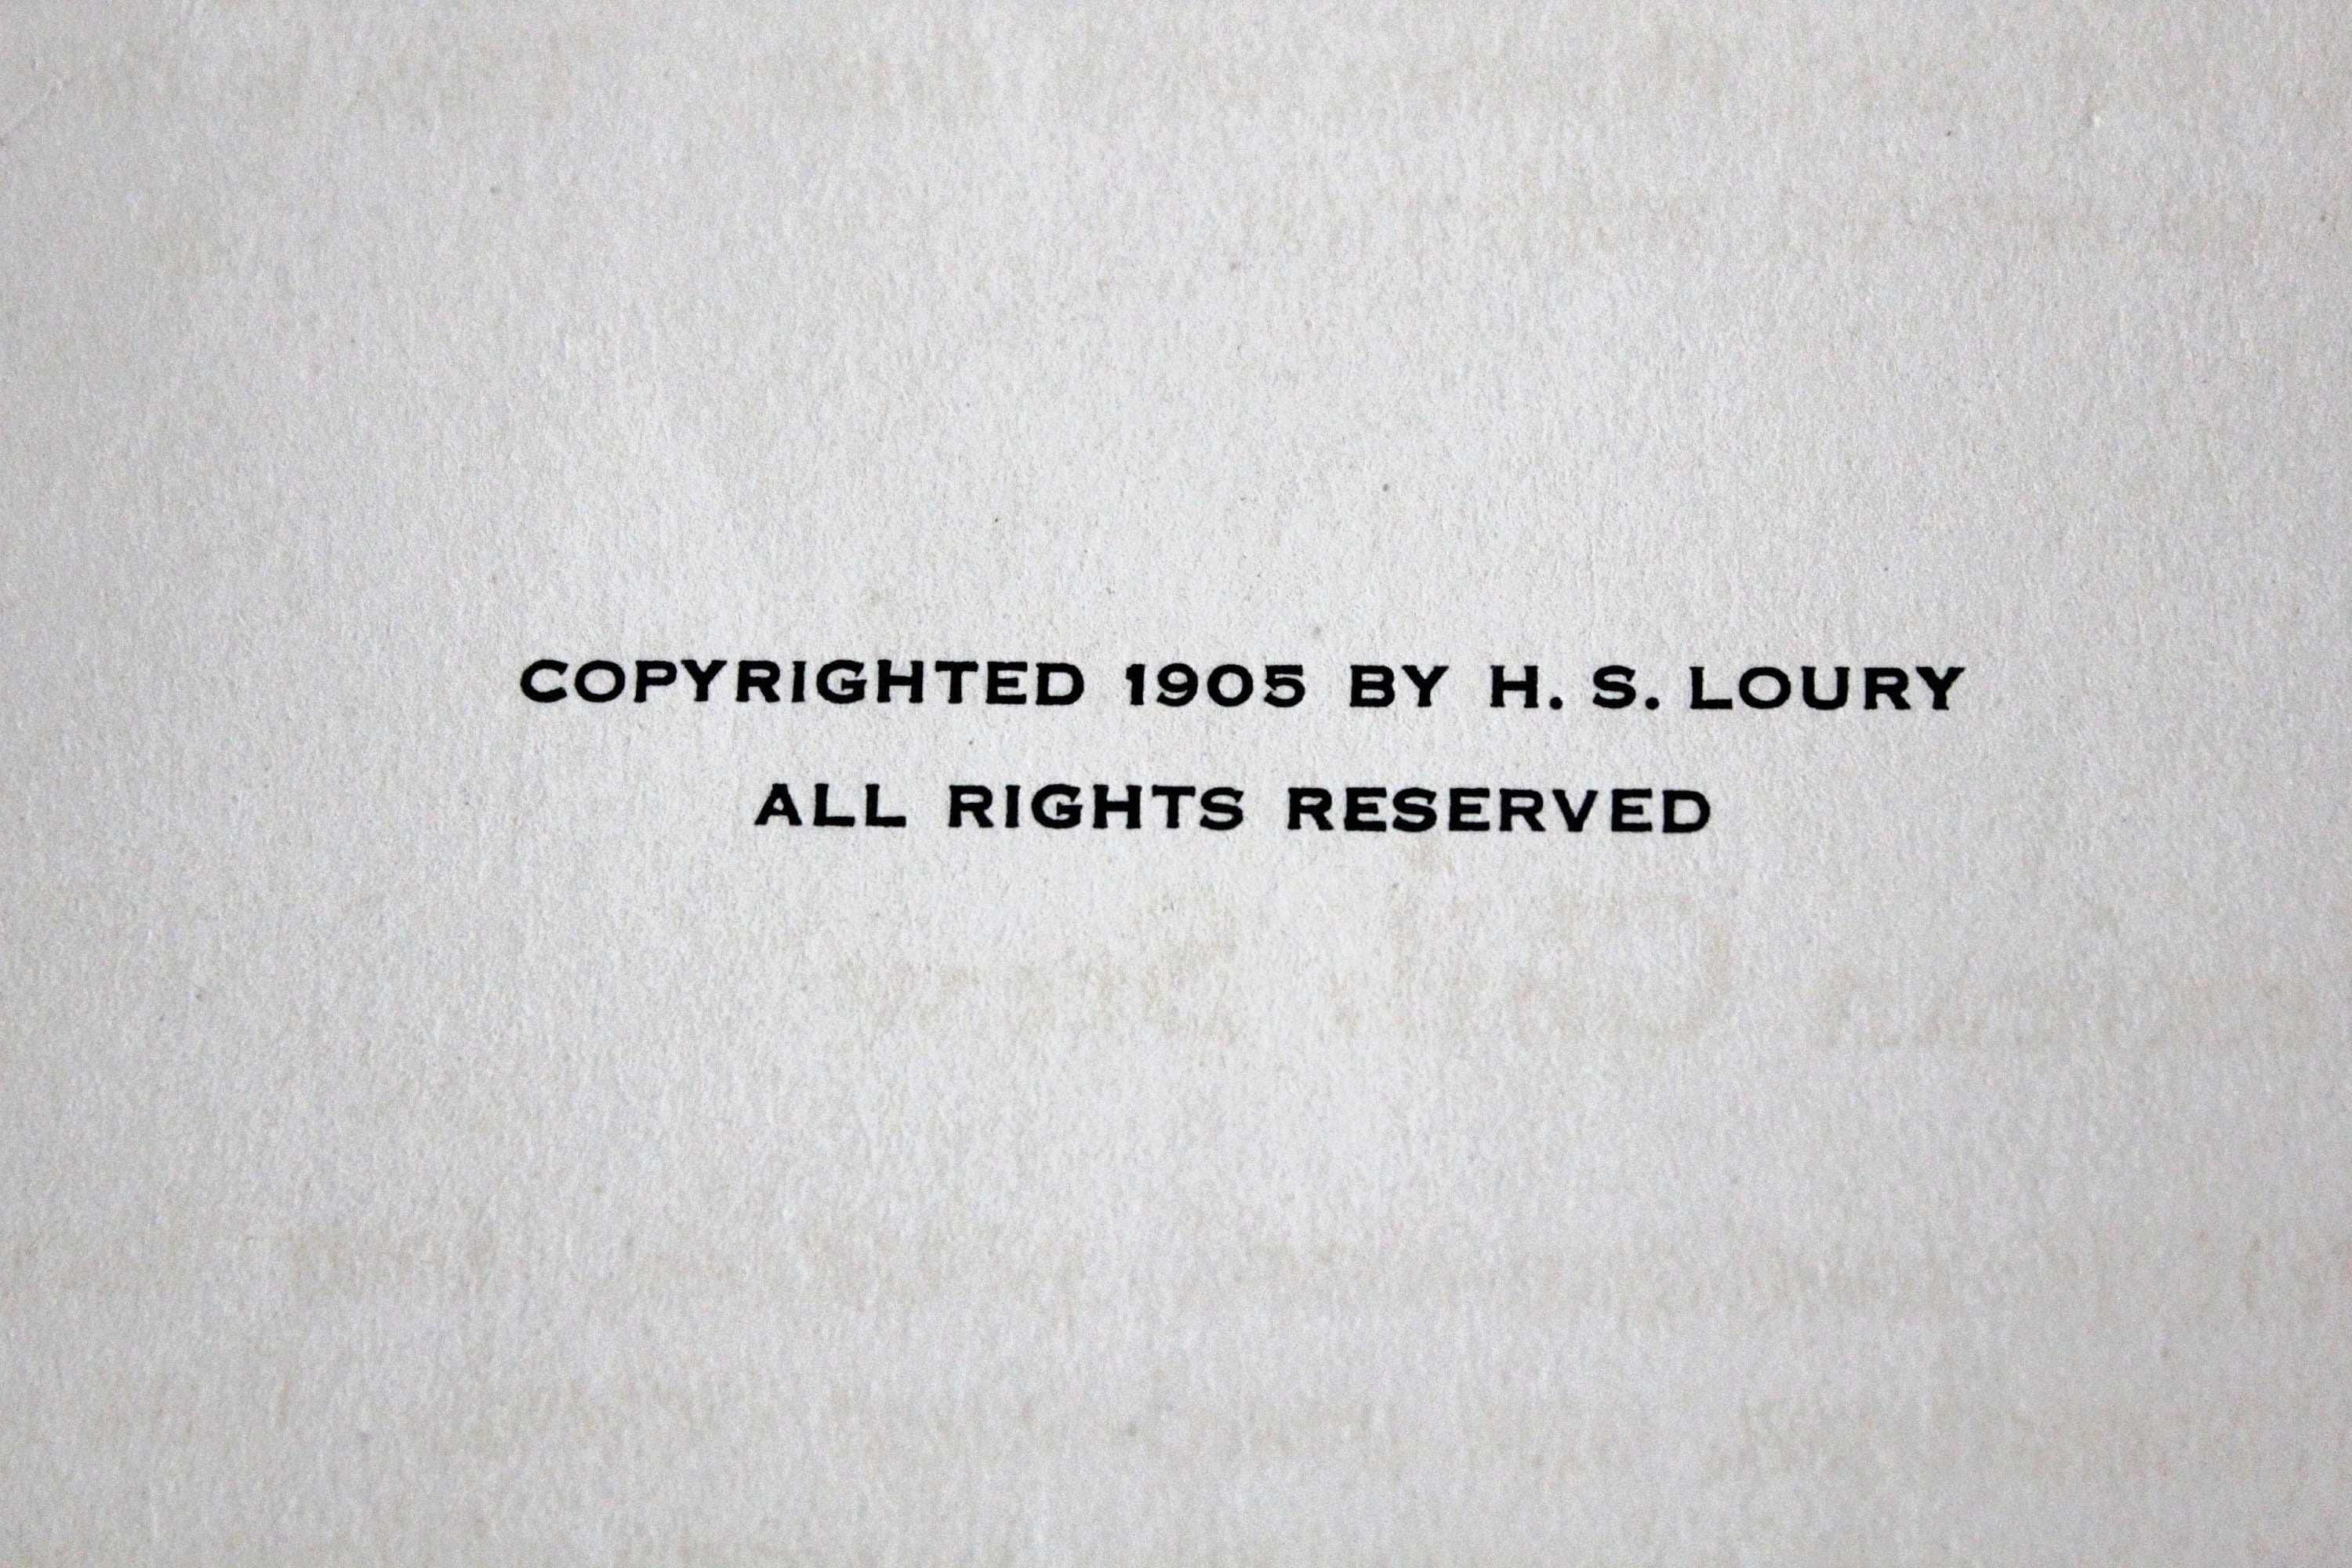 COPYRIGHTED 1905 BY H. S. LOURY
ALL RIGHTS RESERVED